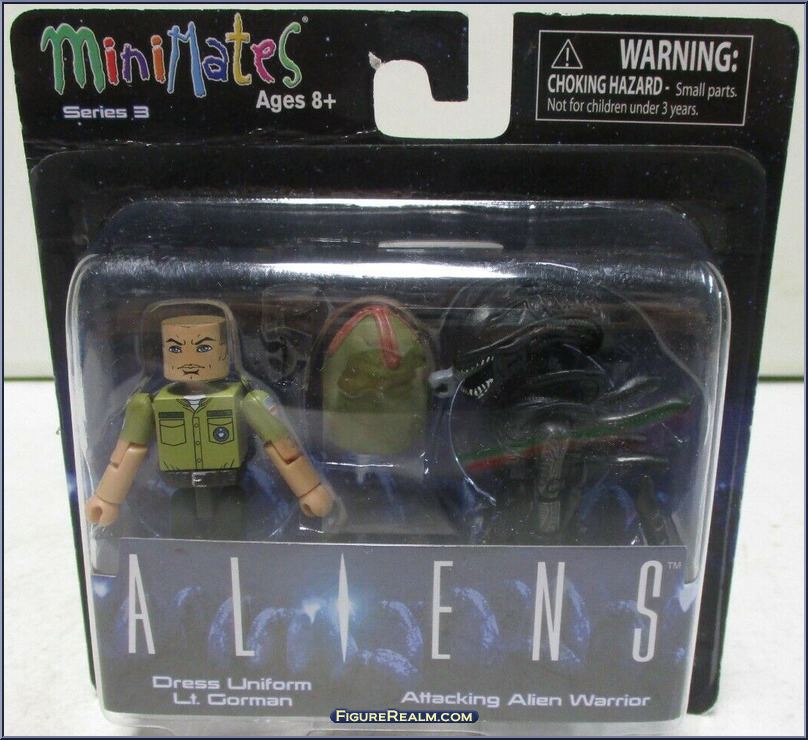 MiniMates
Series 3
Ages 8+
WARNING:
CHOKING HAZARD - Small parts.
Not for children under 3 years.
ALIENS™
Dress Uniform
Lt. Gorman
Attacking Alien Warrior
FIGUREREALM.COM